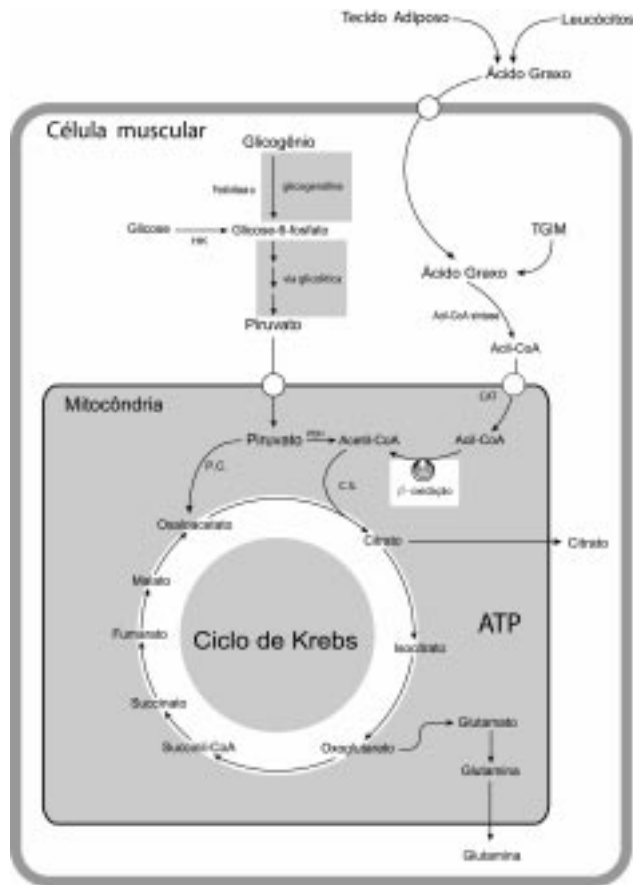 Tecido Adiposo
Leucócitos
Ácido Graxo
Célula muscular
Glicogênio
glicogenólise
Glicose
HK
Glicose-6-fosfato
TGIM
via glicolítica
Ácido Graxo
Acil-CoA sintase
Piruvato
Acil-CoA
Mitocôndria
CAT
Piruvato
PDH
Acetil-CoA
Acil-CoA
P.C.
C.S.
β-oxidação
Oxaloacetato
Citrato
Citrato
Malato
Ciclo de Krebs
ATP
Fumarato
Isocitrato
Succinato
Glutamato
Succinil-CoA
Oxoglutarato
Glutamina
Glutamina